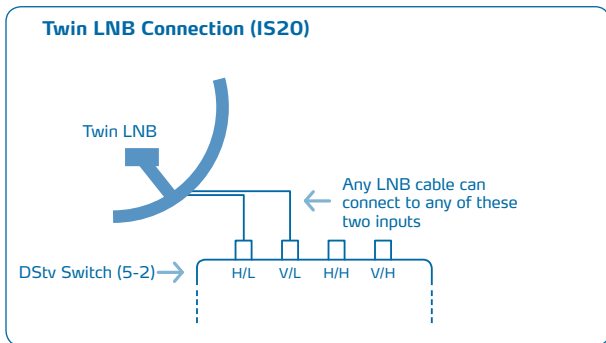 Twin LNB Connection (IS20)
Twin LNB
Any LNB cable can
connect to any of these
two inputs
DStv Switch (5-2)
H/L V/L H/H V/H